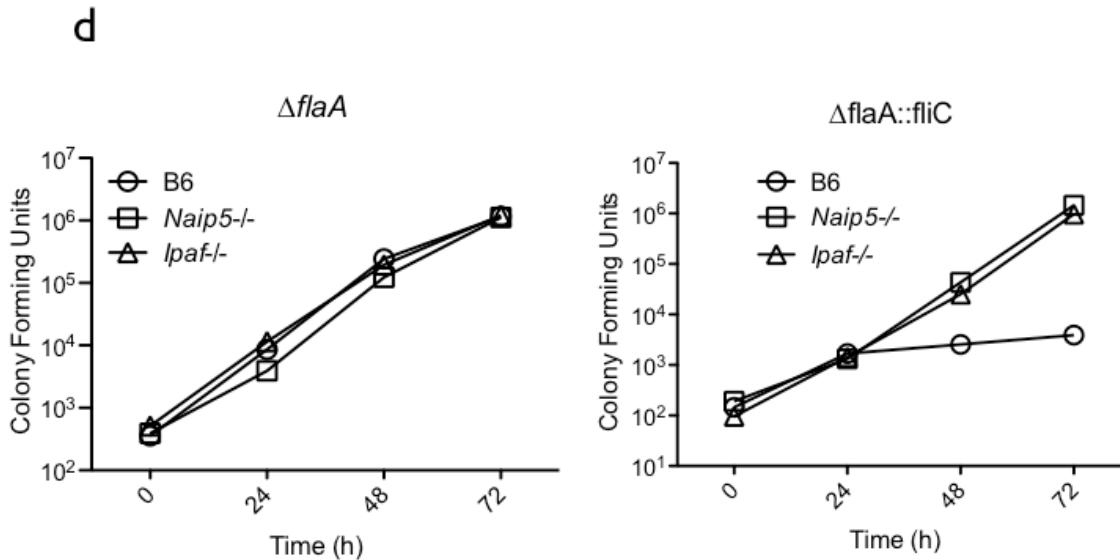 d
ΔflaA
10⁷
10⁶
10⁵
10⁴
10³
10²
Colony Forming Units
B6
Naip5-/-
Ipaf-/-
0
24
48
72
Time (h)
ΔflaA::fliC
10⁷
10⁶
10⁵
10⁴
10³
10²
10¹
Colony Forming Units
B6
Naip5-/-
Ipaf-/-
0
24
48
72
Time (h)